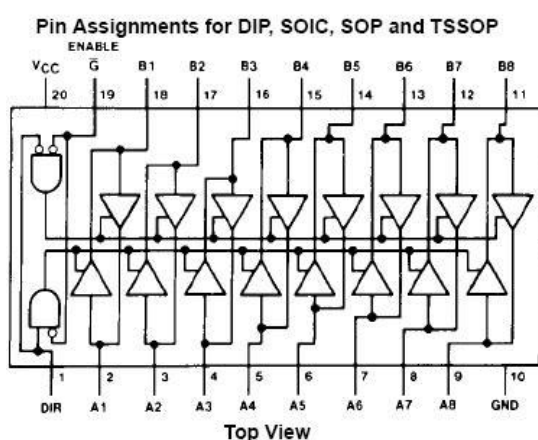 Pin Assignments for DIP, SOIC, SOP and TSSOP
ENABLE
VCC G B1 B2 B3 B4 B5 B6 B7 B8
20 19 18 17 16 15 14 13 12 11
1 2 3 4 5 6 7 8 9 10
DIR A1 A2 A3 A4 A5 A6 A7 A8 GND
Top View